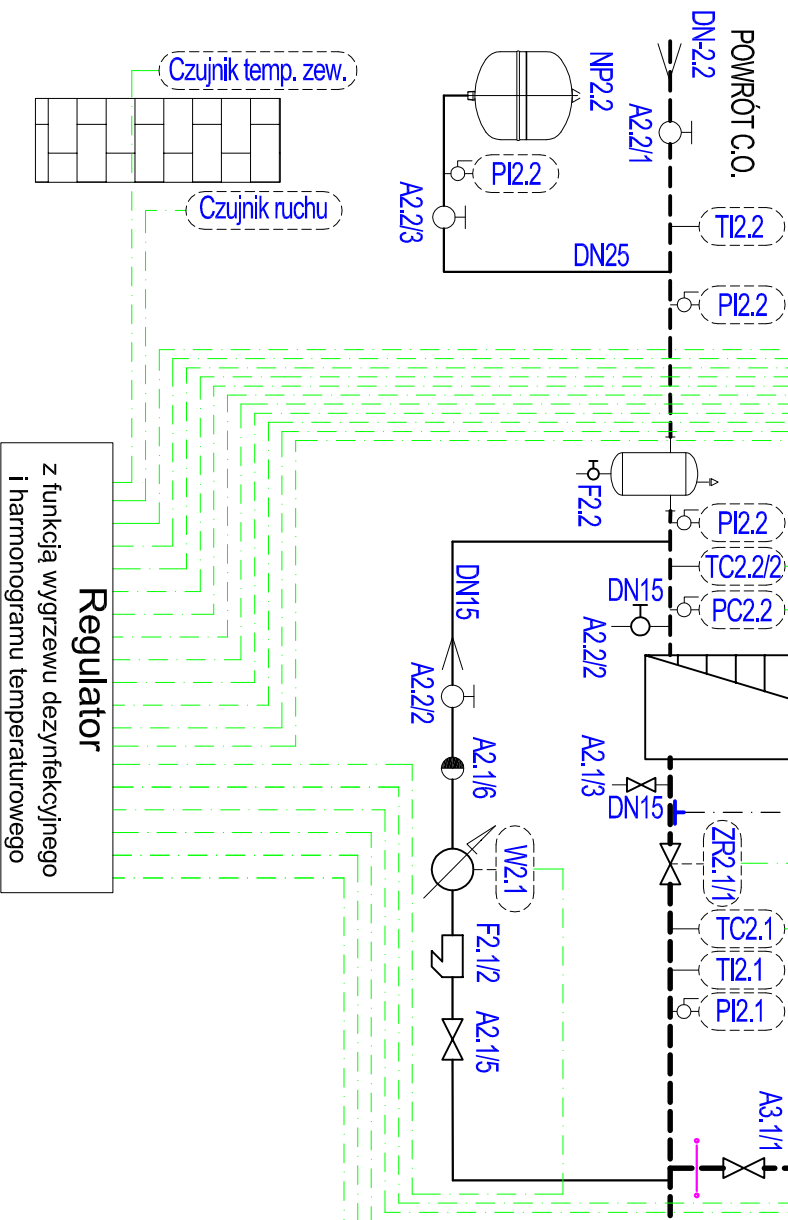 POWRÓT C.O.
DN-2.2
A2.2/1
NP2.2
PI2.2
A2.2/3
DN25
TI2.2
PI2.2
Czujnik temp. zew.
Czujnik ruchu
F2.2
PI2.2
TC2.2/2
PC2.2
DN15
A2.2/2
DN15
A2.2/2
A2.1/6
W2.1
F2.1/2
A2.1/5
A2.1/3
DN15
ZR2.1/1
TC2.1
TI2.1
PI2.1
A3.1/1
Regulator
z funkcją wygrzewu dezynfekcyjnego
i harmonogramu temperaturowego